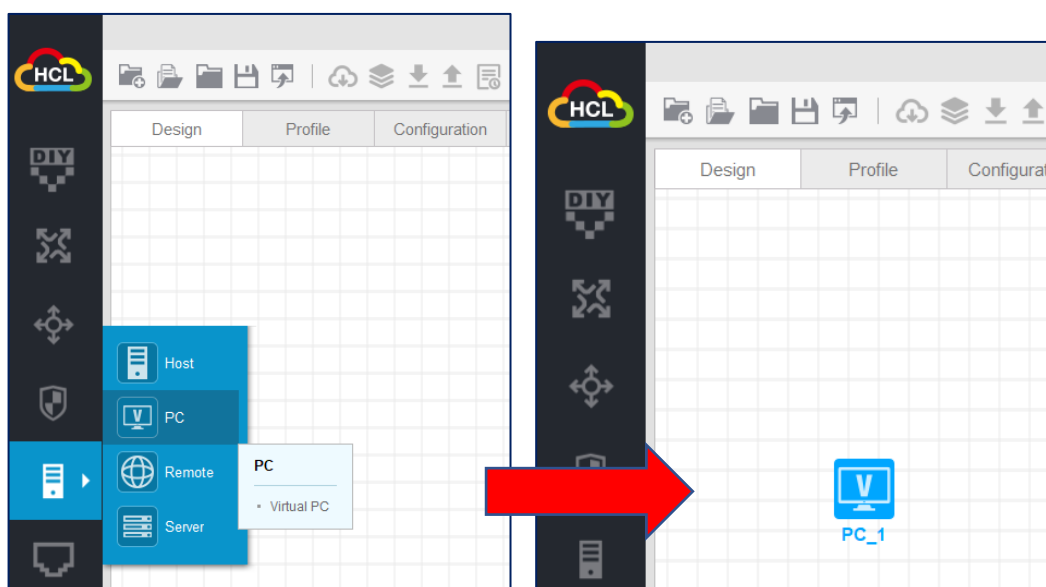 HCL
Design Profile Configuration
DIY
Host
V PC
Remote
Server
PC
▪ Virtual PC
HCL
Design Profile Configurat
DIY
V
PC_1